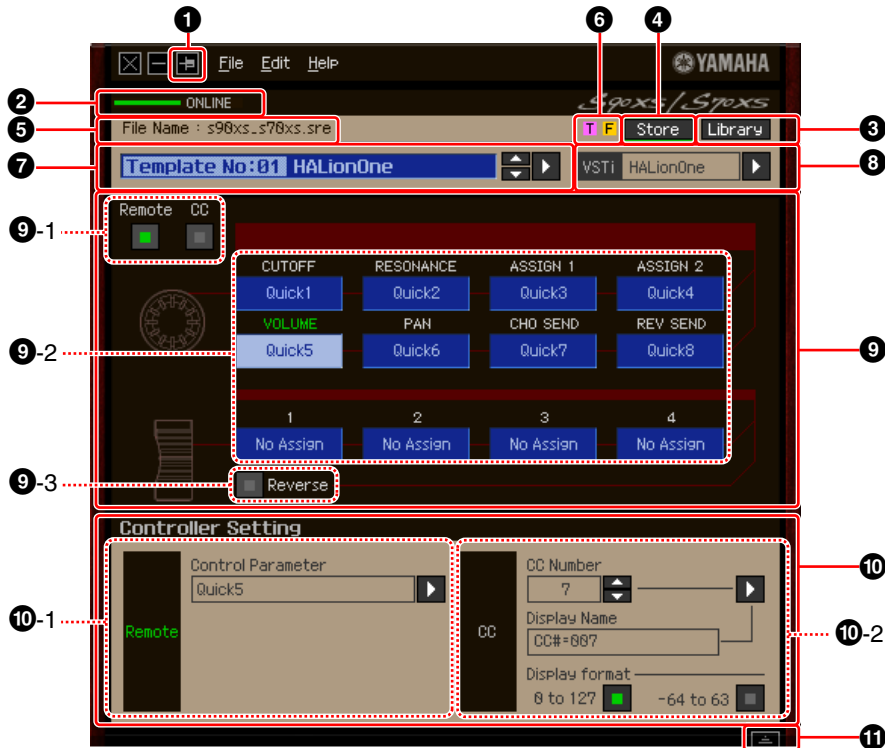 1
6
4
File Edit Help
YAMAHA
2
ONLINE
S90XS/S70XS
5
File Name : s90xs_s70xs.sre
T F
Store
Library
3
7
Template No:01 HALionOne
VSTi HALionOne
8
9-1
Remote CC
CUTOFF RESONANCE ASSIGN 1 ASSIGN 2
Quick1 Quick2 Quick3 Quick4
VOLUME PAN CHO SEND REV SEND
9-2
Quick5 Quick6 Quick7 Quick8
9
1 2 3 4
No Assign No Assign No Assign No Assign
9-3
Reverse
Controller Setting
Control Parameter
CC Number
10
Quick5
7
10-1
Remote
CC
Display Name
10-2
CC#=007
Display format
0 to 127
-64 to 63
11